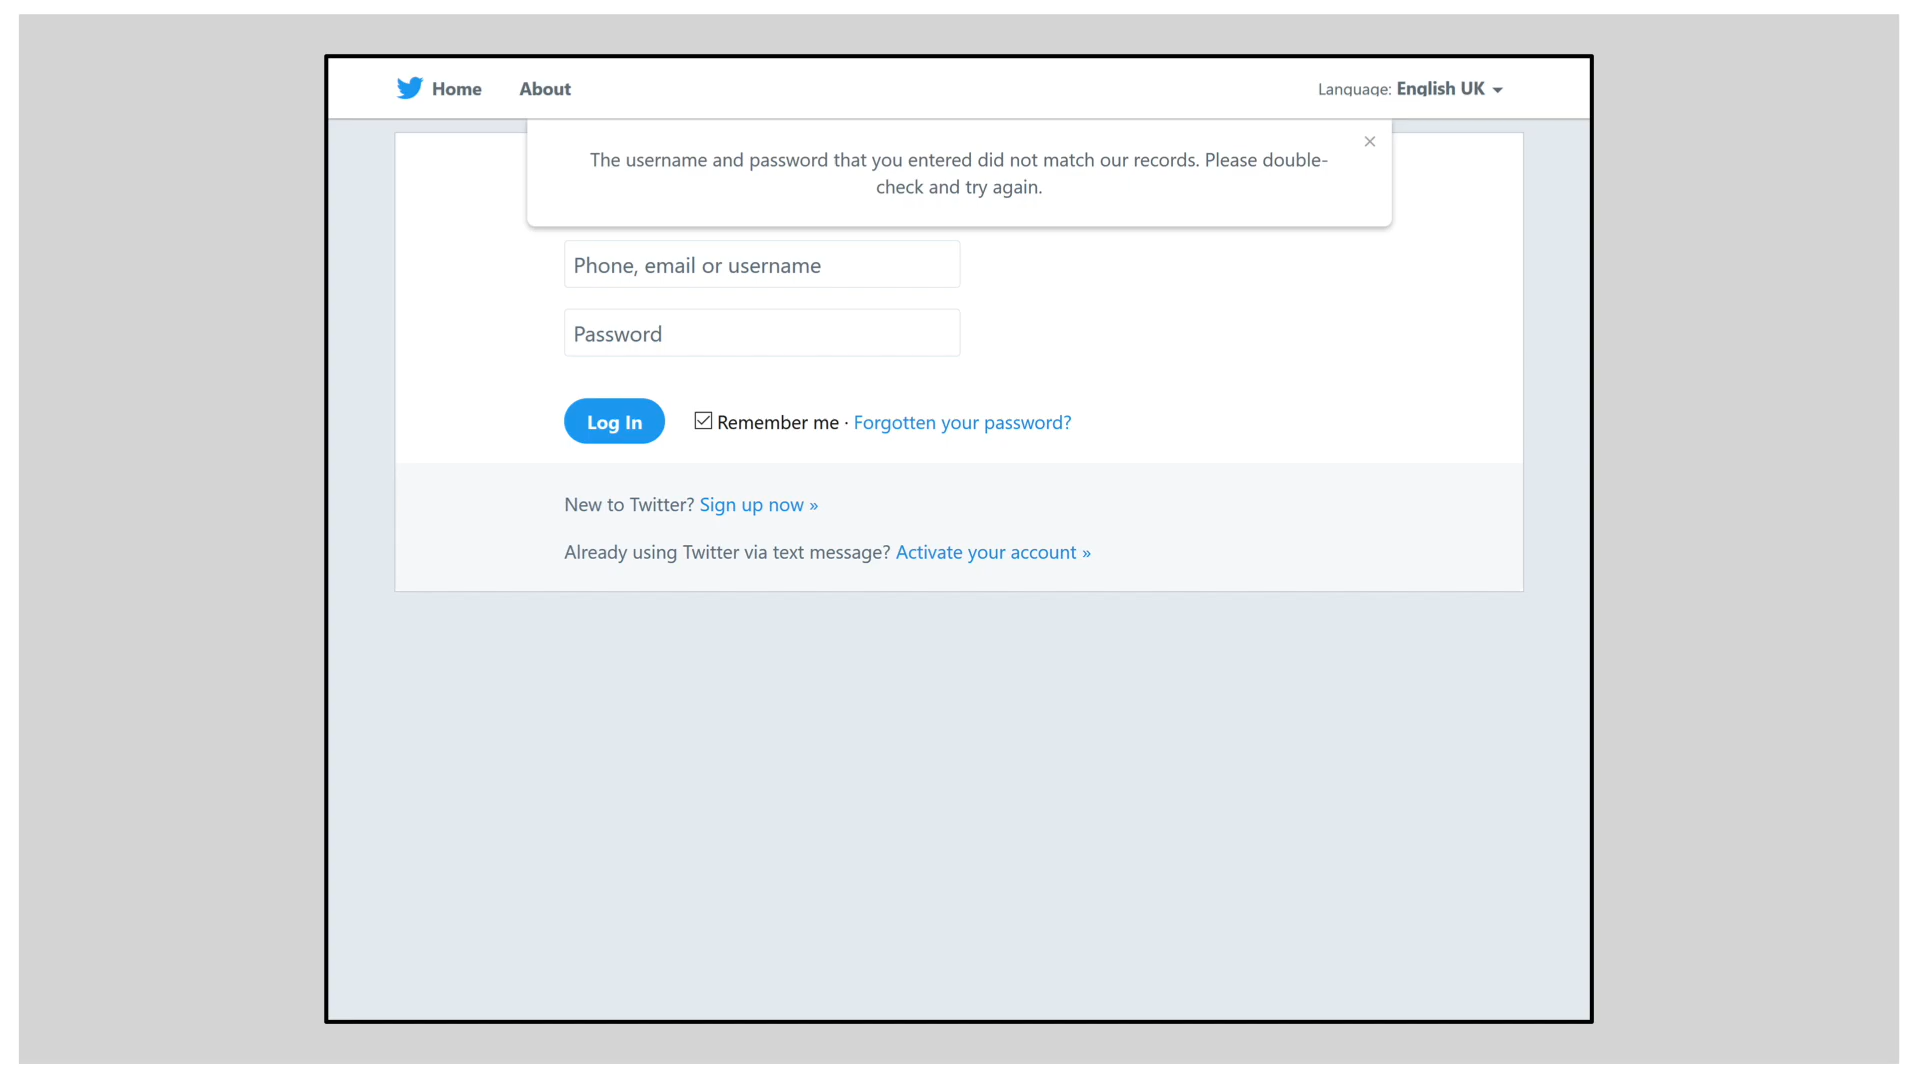 Home About Language: English UK
×
The username and password that you entered did not match our records. Please double-
check and try again.
Phone, email or username
Password
Log In Remember me · Forgotten your password?
New to Twitter? Sign up now »
Already using Twitter via text message? Activate your account »